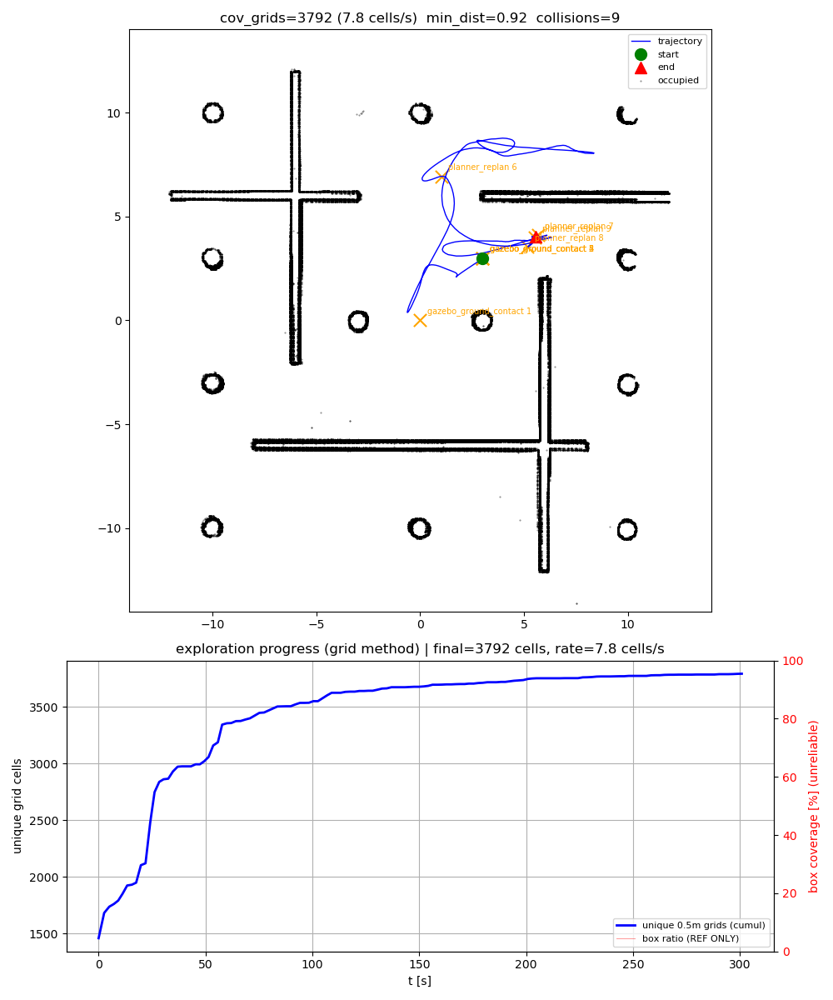 cov_grids=3792 (7.8 cells/s)  min_dist=0.92  collisions=9
trajectory
start
end
occupied
10
5
0
−5
−10
planner_replan 6
planner_replan 7
planner_replan 9
planner_replan 8
gazebo_ground_contact
gazebo_ground_contact 1
−10
−5
0
5
10
exploration progress (grid method) | final=3792 cells, rate=7.8 cells/s
unique grid cells
3500
3000
2500
2000
1500
100
80
60
40
20
0
box coverage [%] (unreliable)
unique 0.5m grids (cumul)
box ratio (REF ONLY)
0
50
100
150
200
250
300
t [s]